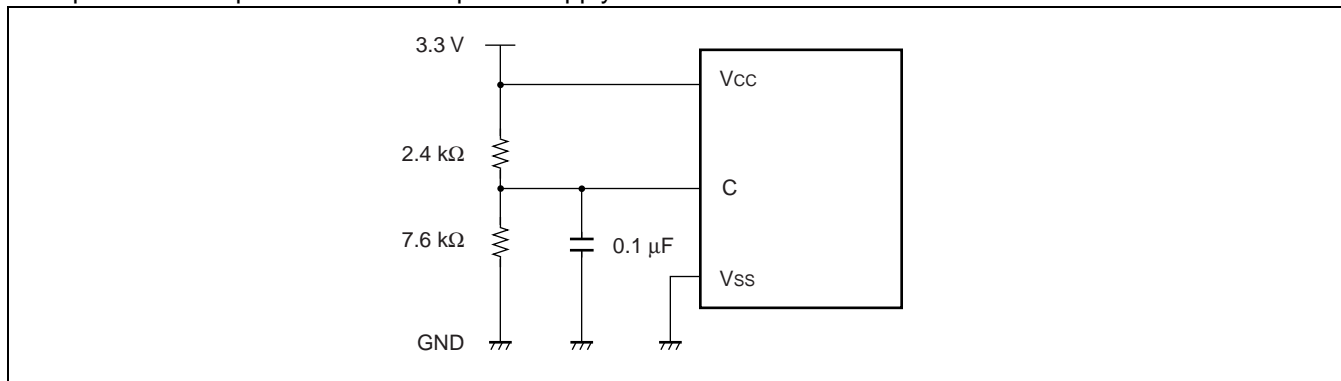 3.3 V
VCC
2.4 kΩ
C
7.6 kΩ
0.1 μF
VSS
GND